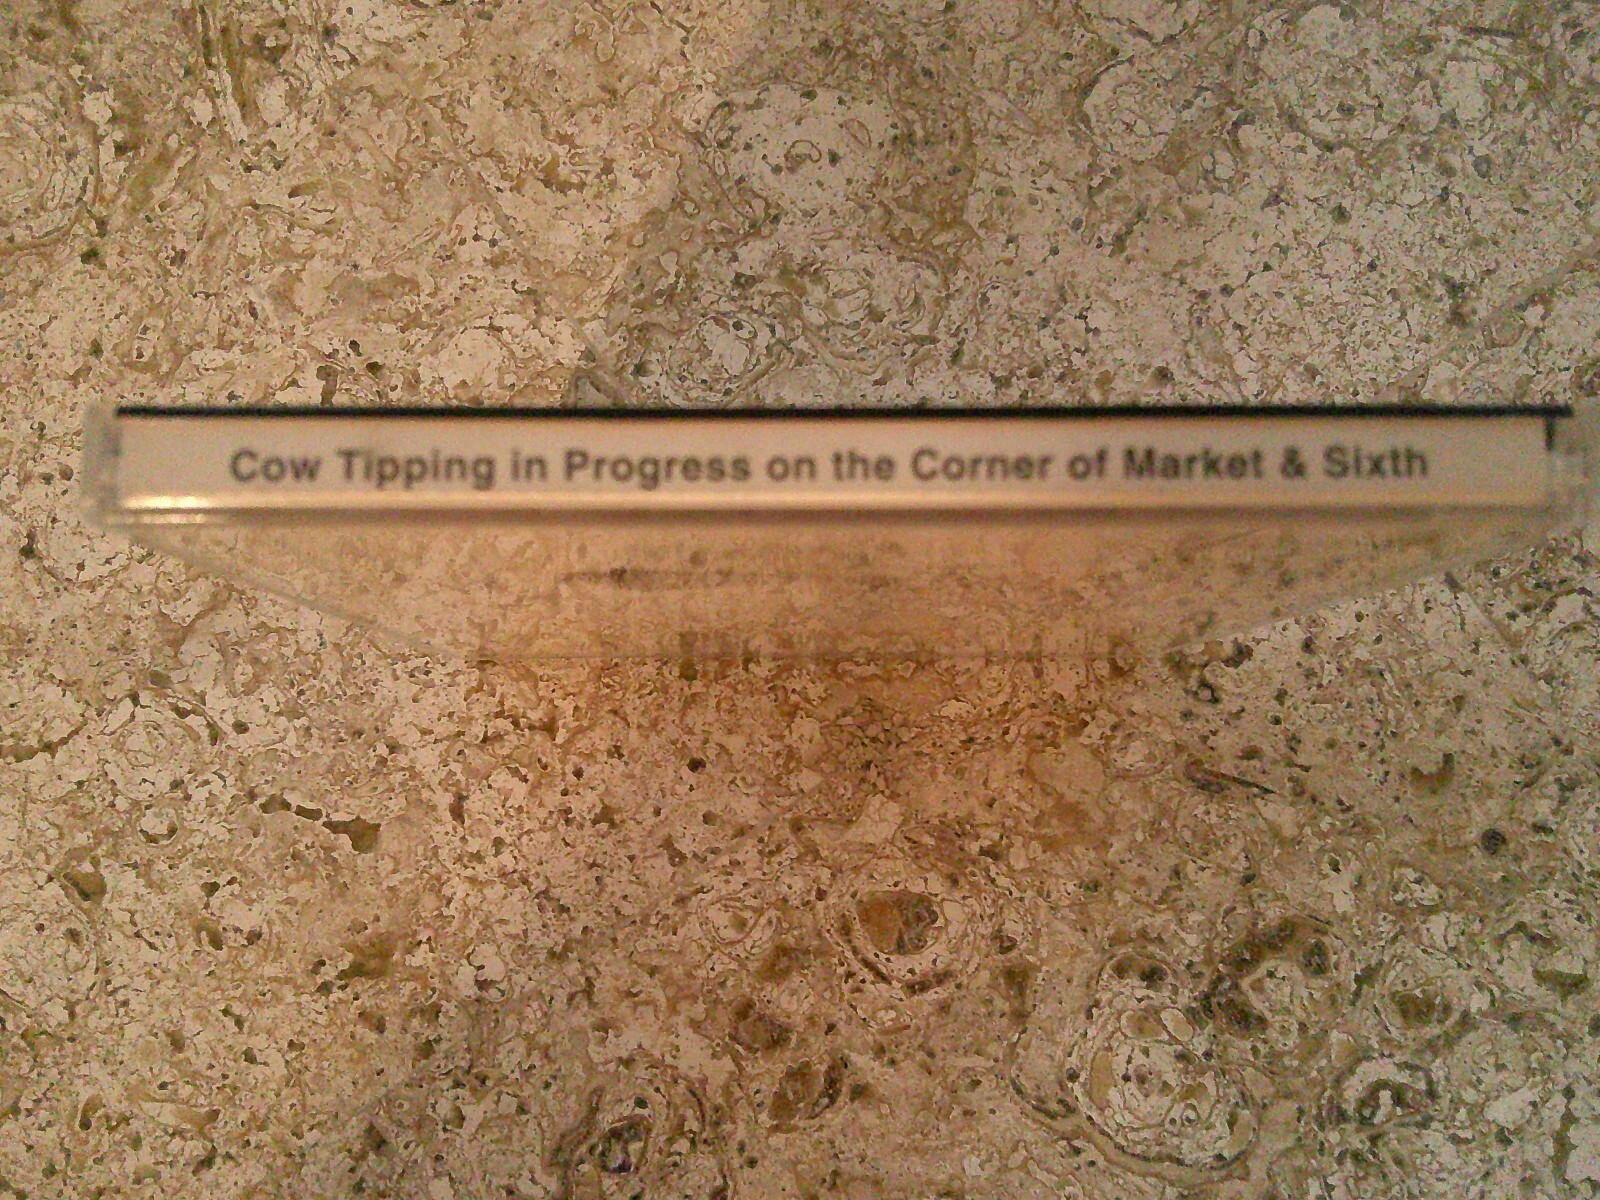 Cow Tipping in Progress on the Corner of Market & Sixth